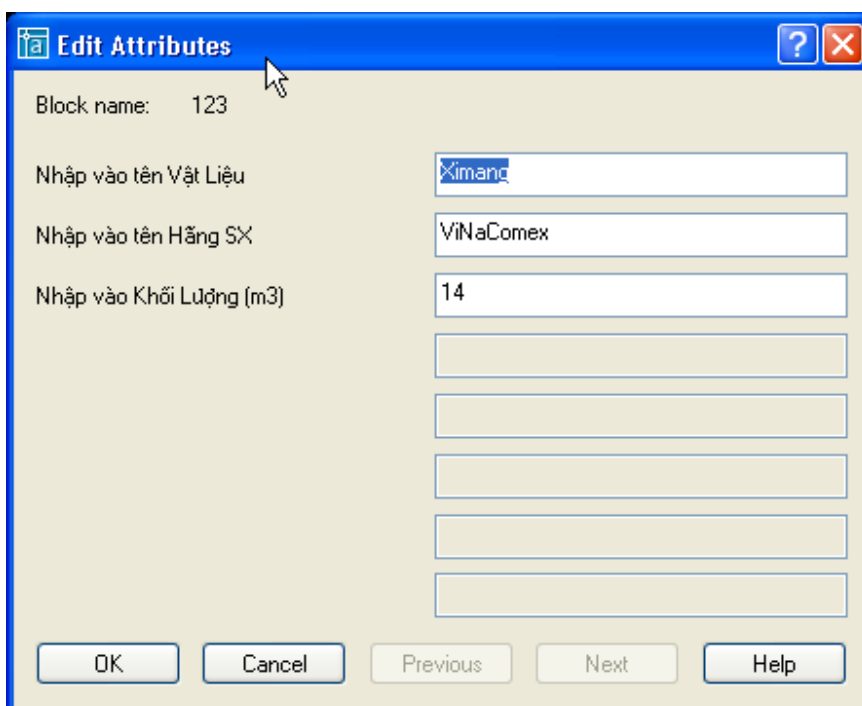 Edit Attributes
Block name: 123
Nhập vào tên Vật Liệu Ximang
Nhập vào tên Hãng SX ViNaComex
Nhập vào Khối Lượng (m3) 14
OK Cancel Previous Next Help